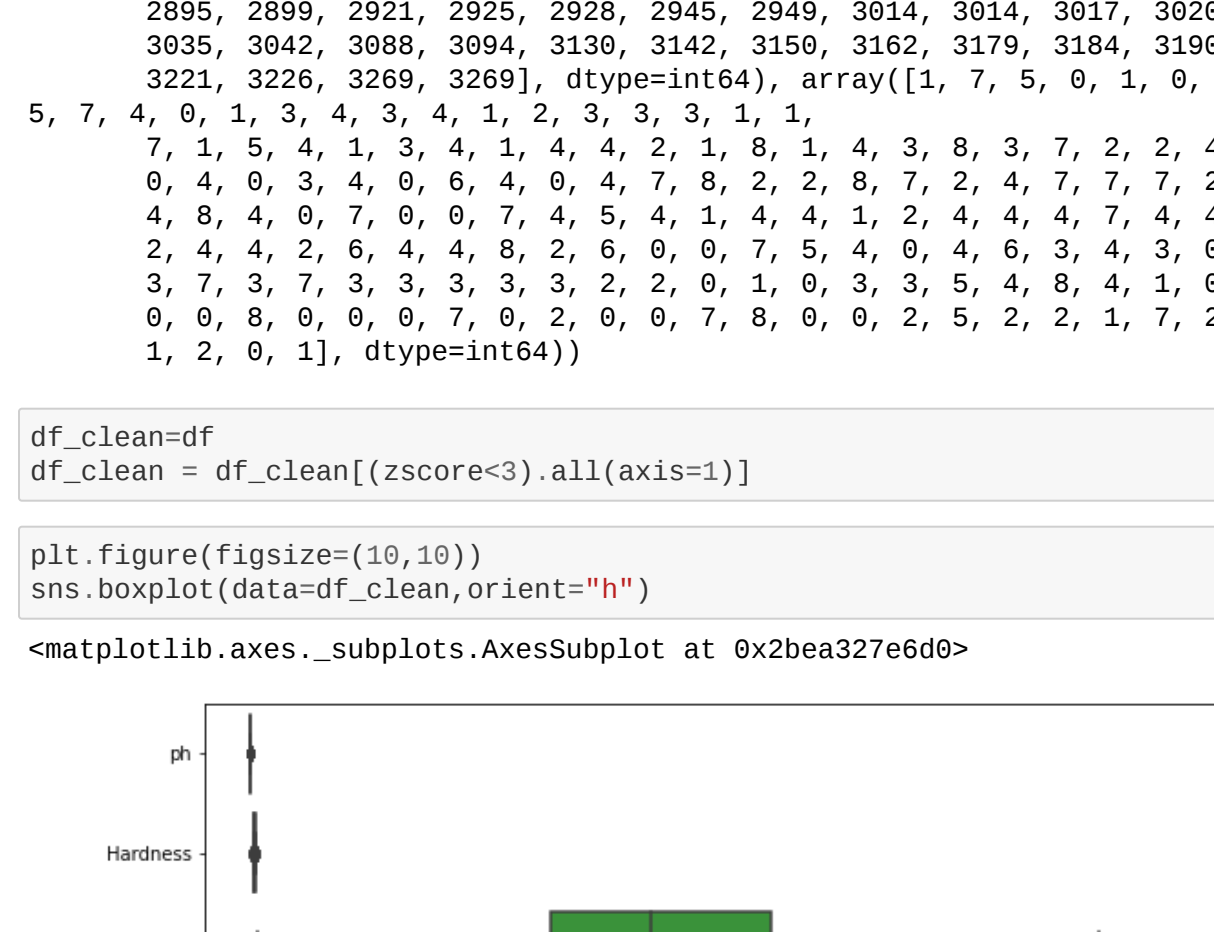 2895, 2899, 2921, 2925, 2928, 2945, 2949, 3014, 3014, 3017, 3020
3035, 3042, 3088, 3094, 3130, 3142, 3150, 3162, 3179, 3184, 3190
3221, 3226, 3269, 3269], dtype=int64), array([1, 7, 5, 0, 1, 0,
5, 7, 4, 0, 1, 3, 4, 3, 4, 1, 2, 3, 3, 3, 1, 1,
7, 1, 5, 4, 1, 3, 4, 1, 4, 4, 2, 1, 8, 1, 4, 3, 8, 3, 7, 2, 2, 4
0, 4, 0, 3, 4, 0, 6, 4, 0, 4, 7, 8, 2, 2, 8, 7, 2, 4, 7, 7, 7, 2
4, 8, 4, 0, 7, 0, 0, 7, 4, 5, 4, 1, 4, 4, 1, 2, 4, 4, 4, 7, 4, 4
2, 4, 4, 2, 6, 4, 4, 8, 2, 6, 0, 0, 7, 5, 4, 0, 4, 6, 3, 4, 3, 0
3, 7, 3, 7, 3, 3, 3, 3, 3, 2, 2, 0, 1, 0, 3, 3, 5, 4, 8, 4, 1, 0
0, 0, 8, 0, 0, 0, 7, 0, 2, 0, 0, 7, 8, 0, 0, 2, 5, 2, 2, 1, 7, 2
1, 2, 0, 1], dtype=int64))
df_clean=df
df_clean = df_clean[(zscore<3).all(axis=1)]
plt.figure(figsize=(10,10))
sns.boxplot(data=df_clean,orient="h")
<matplotlib.axes._subplots.AxesSubplot at 0x2bea327e6d0>
ph
Hardness